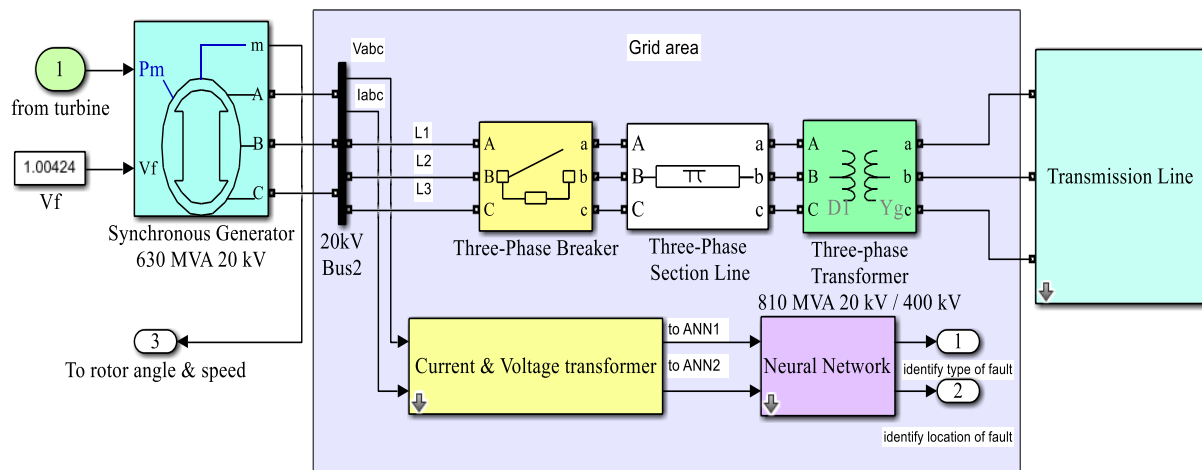 1
from turbine
1.00424
Vf
Pm
Vf
m
A
B
C
Synchronous Generator
630 MVA 20 kV
3
To rotor angle & speed
Vabc
Iabc
20kV
Bus2
Grid area
L1
L2
L3
A
B
C
a
b
c
Three-Phase Breaker
A
B
C
π
a
b
c
Three-Phase
Section Line
A
B
C
D1
Yg
a
b
c
Three-phase
Transformer
810 MVA 20 kV / 400 kV
Transmission Line
Current & Voltage transformer
to ANN1
to ANN2
Neural Network
1
identify type of fault
2
identify location of fault